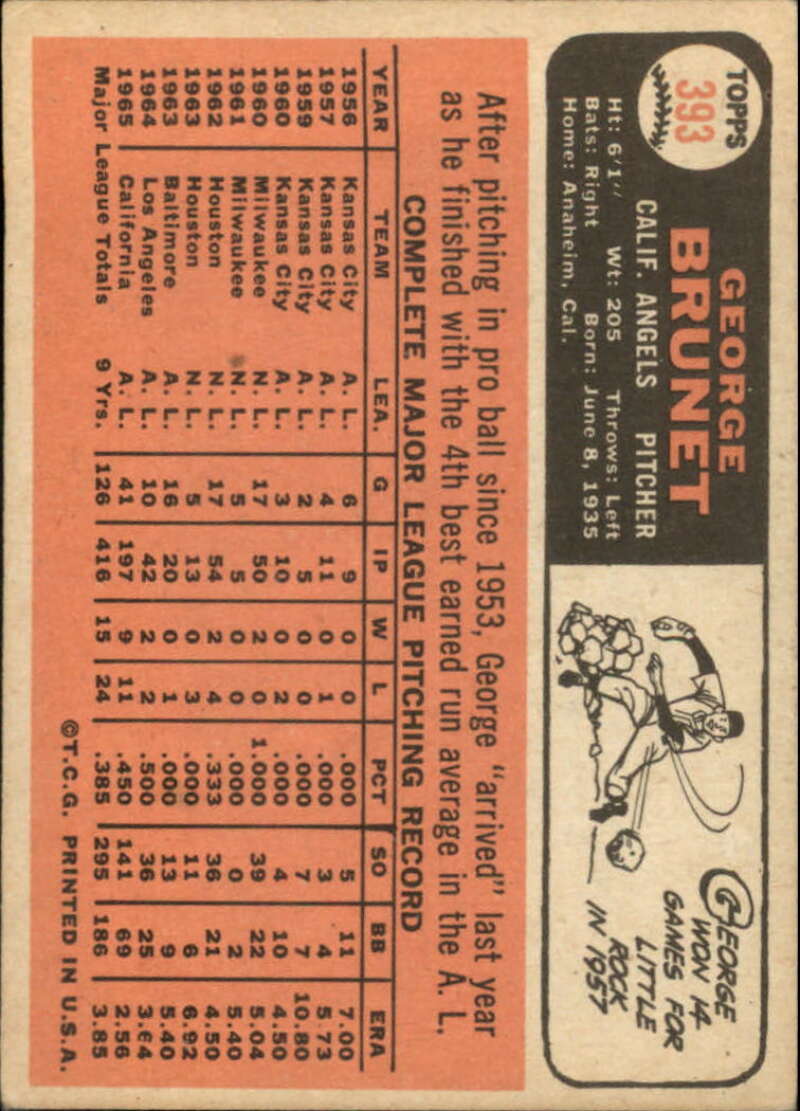 TOPPS
393
GEORGE
BRUNET
CALIF. ANGELS PITCHER
Ht: 6'1" Wt: 205 Throws: Left
Bats: Right Born: June 8, 1935
Home: Anaheim, Cal.
GEORGE
WON 14
GAMES FOR
LITTLE
ROCK
IN 1957
After pitching in pro ball since 1953, George "arrived" last year
as he finished with the 4th best earned run average in the A. L.
COMPLETE MAJOR LEAGUE PITCHING RECORD
YEAR TEAM LEA. G IP W L PCT SO BB ERA
1956 Kansas City A. L. 6 9 0 0 .000 5 11 7.00
1957 Kansas City A. L. 4 11 0 1 .000 3 4 5.73
1959 Kansas City A. L. 2 5 0 0 .000 7 7 10.80
1960 Kansas City A. L. 3 10 0 2 .000 4 10 4.50
1960 Milwaukee N. L. 17 50 2 0 1.000 39 22 5.04
1961 Milwaukee N. L. 5 5 0 0 .000 0 2 5.40
1962 Houston N. L. 17 54 2 4 .333 36 21 4.50
1963 Houston N. L. 5 13 0 3 .000 11 6 6.92
1963 Baltimore A. L. 16 20 0 1 .000 13 9 5.40
1964 Los Angeles A. L. 10 42 2 2 .500 36 25 3.64
1965 California A. L. 41 197 9 11 .450 141 69 2.56
Major League Totals 9 Yrs. 126 416 15 24 .385 295 186 3.85
©T.C.G. PRINTED IN U.S.A.